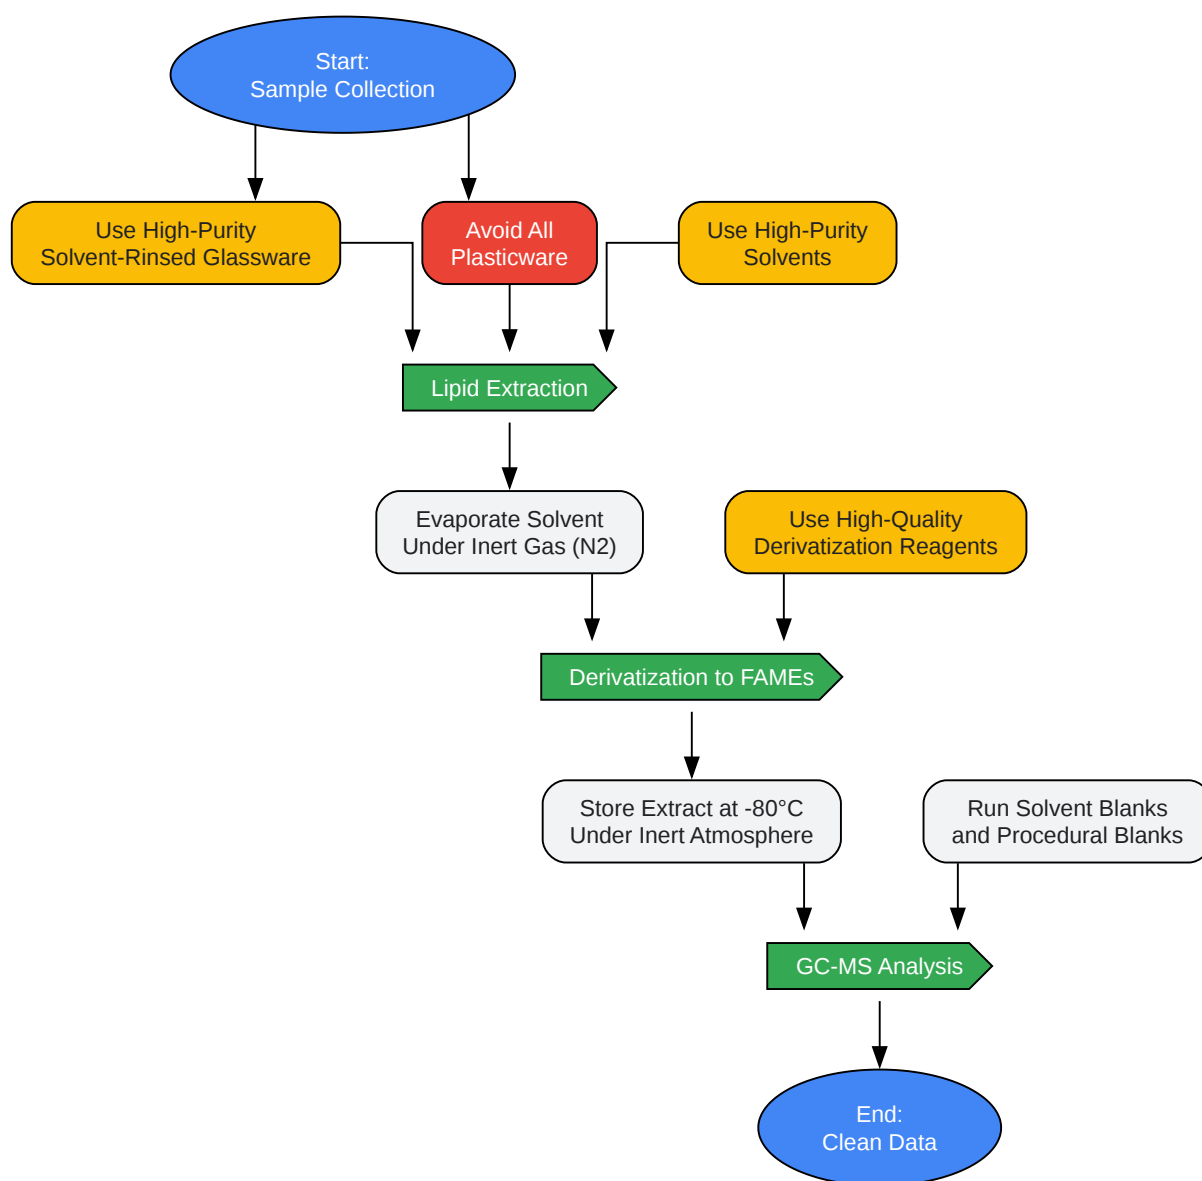 Start:
Sample Collection
Use High-Purity
Solvent-Rinsed Glassware
Avoid All
Plasticware
Use High-Purity
Solvents
Lipid Extraction
Evaporate Solvent
Under Inert Gas (N2)
Use High-Quality
Derivatization Reagents
Derivatization to FAMEs
Store Extract at -80°C
Under Inert Atmosphere
Run Solvent Blanks
and Procedural Blanks
GC-MS Analysis
End:
Clean Data